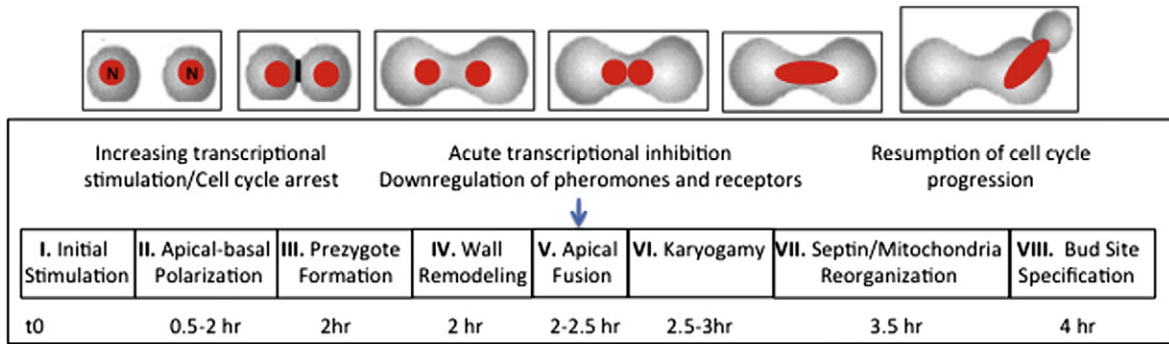 N N
Increasing transcriptional
stimulation/Cell cycle arrest
Acute transcriptional inhibition
Downregulation of pheromones and receptors
Resumption of cell cycle
progression
I. Initial
Stimulation
II. Apical-basal
Polarization
III. Prezygote
Formation
IV. Wall
Remodeling
V. Apical
Fusion
VI. Karyogamy
VII. Septin/Mitochondria
Reorganization
VIII. Bud Site
Specification
t0 0.5-2 hr 2hr 2 hr 2-2.5 hr 2.5-3hr 3.5 hr 4 hr